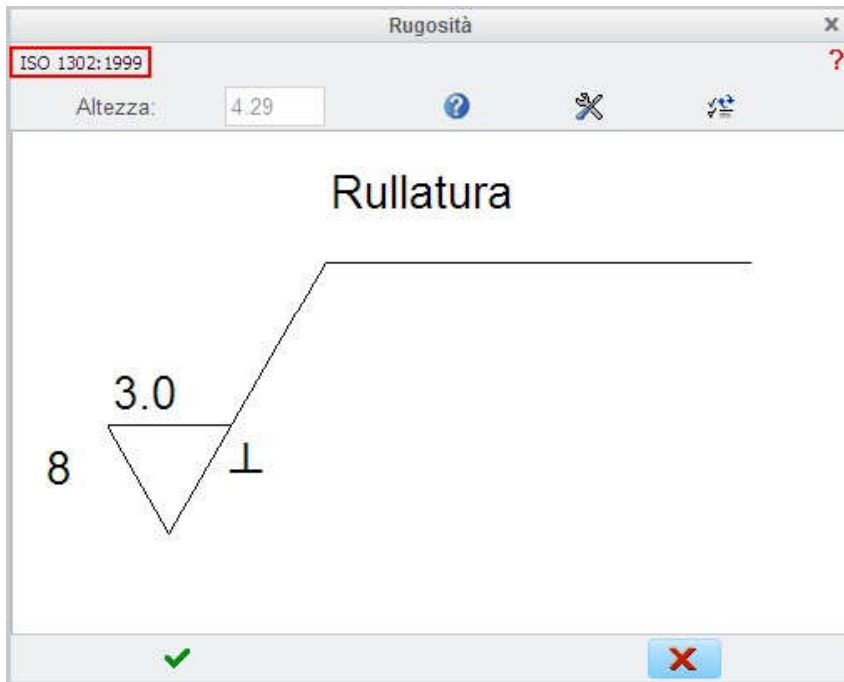 Rugosità
ISO 1302:1999
?
Altezza: 4.29
Rullatura
3.0
8
⊥